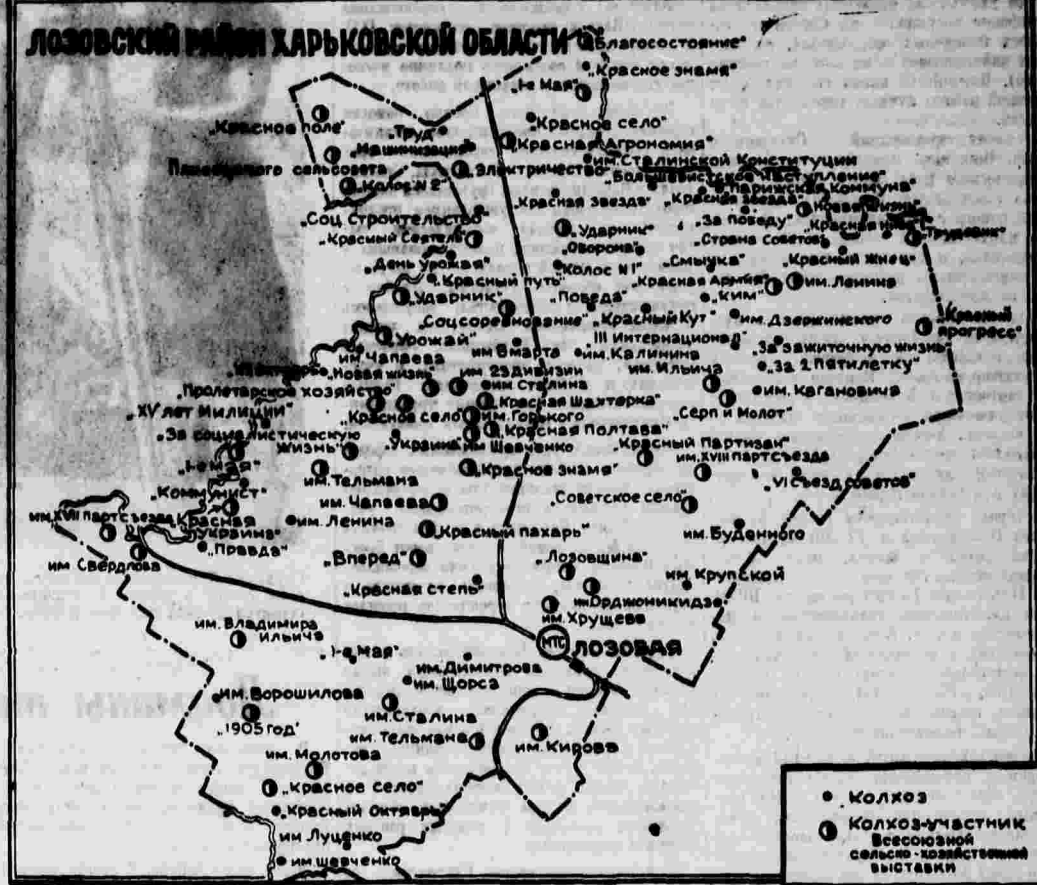 ЛОЗОВСКИЙ РАЙОН ХАРЬКОВСКОЙ ОБЛАСТИ
„Благосостояние"
„Красное знамя"
„1-е Мая"
„Красное поле"
„Труд"
„Машинизация"
„Красное село"
„Красная Агрономия"
сельсовета
„Колос N2"
„Электричество"
им. Сталинской Конституции
„Большевистское Наступление"
„Парижская Коммуна"
„Красная звезда"
„Красная звезда"
„Новая жизнь"
„Соц. Строительство"
„Ударник"
„За победу"
„Красная
„Трудовик"
„Красный Сеятель"
„Оборона"
„Страна Советов"
„День Урожая"
„Колос N1"
„Смычка"
„Красный Жнец"
„Красный путь"
„Красная Армия"
им. Ленина
„Ударник"
„Победа"
„КИМ"
„Соцсоревнование"
„Красный Кут"
им. Дзержинского
„Красный прогресс"
„Урожай"
III Интернационал"
им. Чапаева
им 8 марта
им. Калинина
„За зажиточную жизнь"
„Новая жизнь"
им. 23 дивизии
им. Ильича
„За 2 пятилетку"
„Пролетарское хозяйство"
им Сталина
им. Кагановича
„XV лет Милиции"
„Красная Шахтерка"
„Красное село"
им. Горького
„Серп и Молот"
„За социалистическую
жизнь"
„Украина"
им Шевченко
„Красная Полтава"
„Красный Партизан"
„1-е мая"
„Красное знамя"
им. XVIII партсъезда
им. Тельмана
„VI съезд советов"
„Коммунист"
им. Чапаева
„Советское село"
им. XVII партсъезда
„Красная
Украина"
им. Ленина
„Красный пахарь"
им. Буденного
„Правда"
им Свердлова
„Вперед"
„Лозовщина"
„Красная степь"
им Крупской
им Орджоникидзе
им. Хрущева
им. Владимира
Ильича
МТС
ЛОЗОВАЯ
„1-е Мая"
им. Димитрова
им. Щорса
им. Ворошилова
„1905 год"
им. Сталина
им. Тельмана
им. Кирова
им. Молотова
„Красное село"
„Красный Октябрь"
им Луценко
им. Шевченко
Колхоз
Колхоз-участник
Всесоюзной
сельско-хозяйственной
выставки